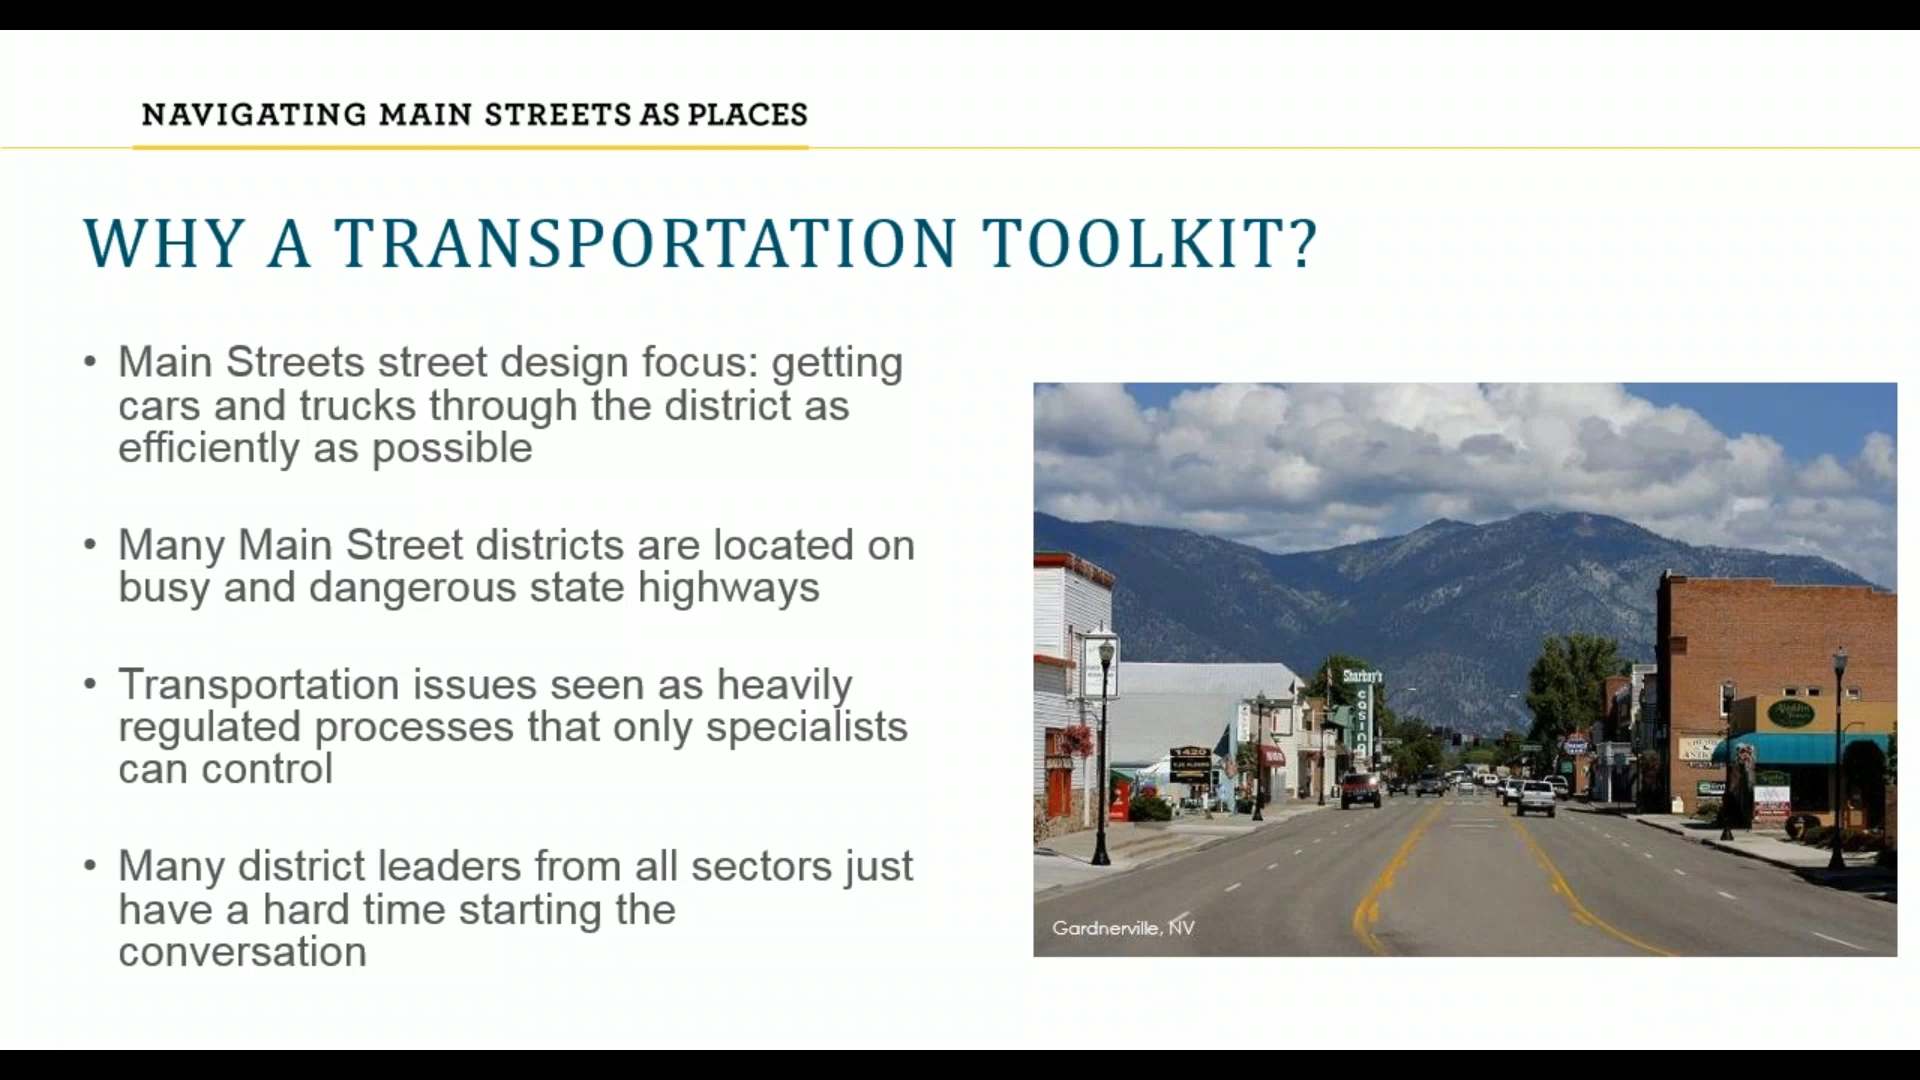 NAVIGATING MAIN STREETS AS PLACES
WHY A TRANSPORTATION TOOLKIT?
• Main Streets street design focus: getting
cars and trucks through the district as
efficiently as possible
• Many Main Street districts are located on
busy and dangerous state highways
• Transportation issues seen as heavily
regulated processes that only specialists
can control
• Many district leaders from all sectors just
have a hard time starting the
conversation
Sharkey's
casino
1420
Gardnerville, NV